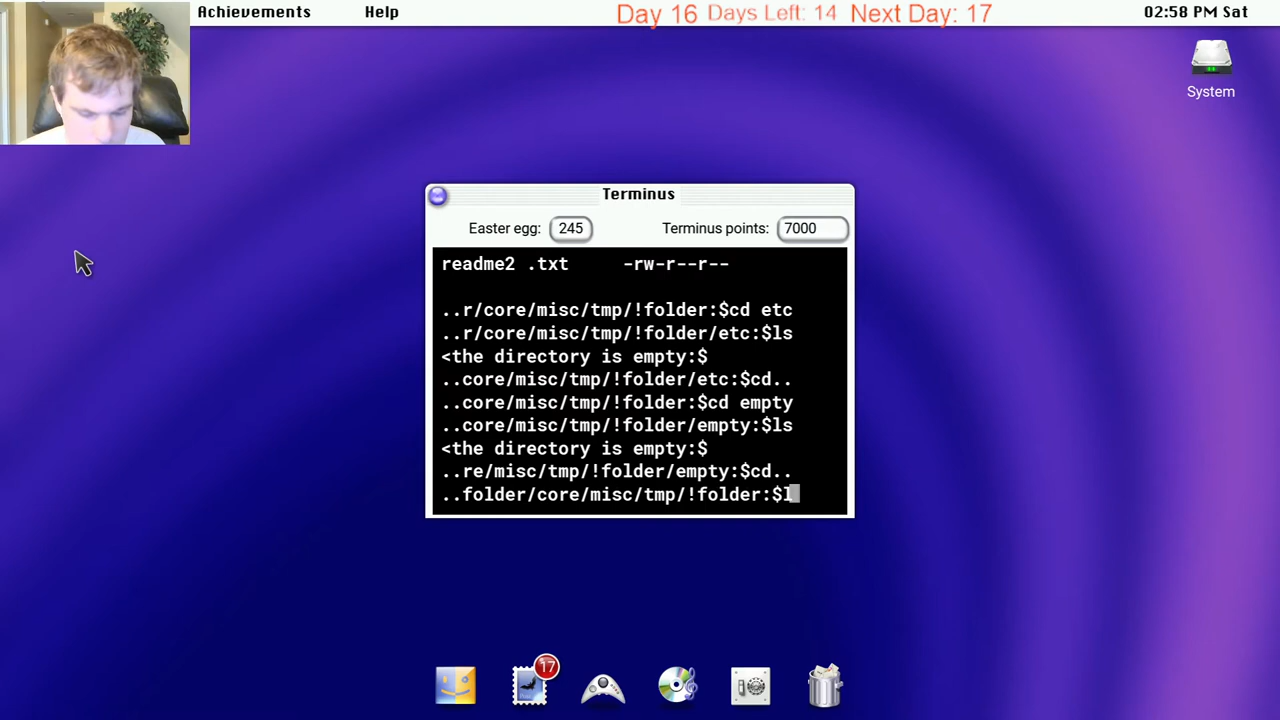 Achievements Help Day 16 Days Left: 14 Next Day: 17 02:58 PM Sat
System
Terminus
Easter egg: 245 Terminus points: 7000
readme2 .txt -rw-r--r--
..r/core/misc/tmp/!folder:$cd etc
..r/core/misc/tmp/!folder/etc:$ls
<the directory is empty:$
..core/misc/tmp/!folder/etc:$cd..
..core/misc/tmp/!folder:$cd empty
..core/misc/tmp/!folder/empty:$ls
<the directory is empty:$
..re/misc/tmp/!folder/empty:$cd..
..folder/core/misc/tmp/!folder:$l
17